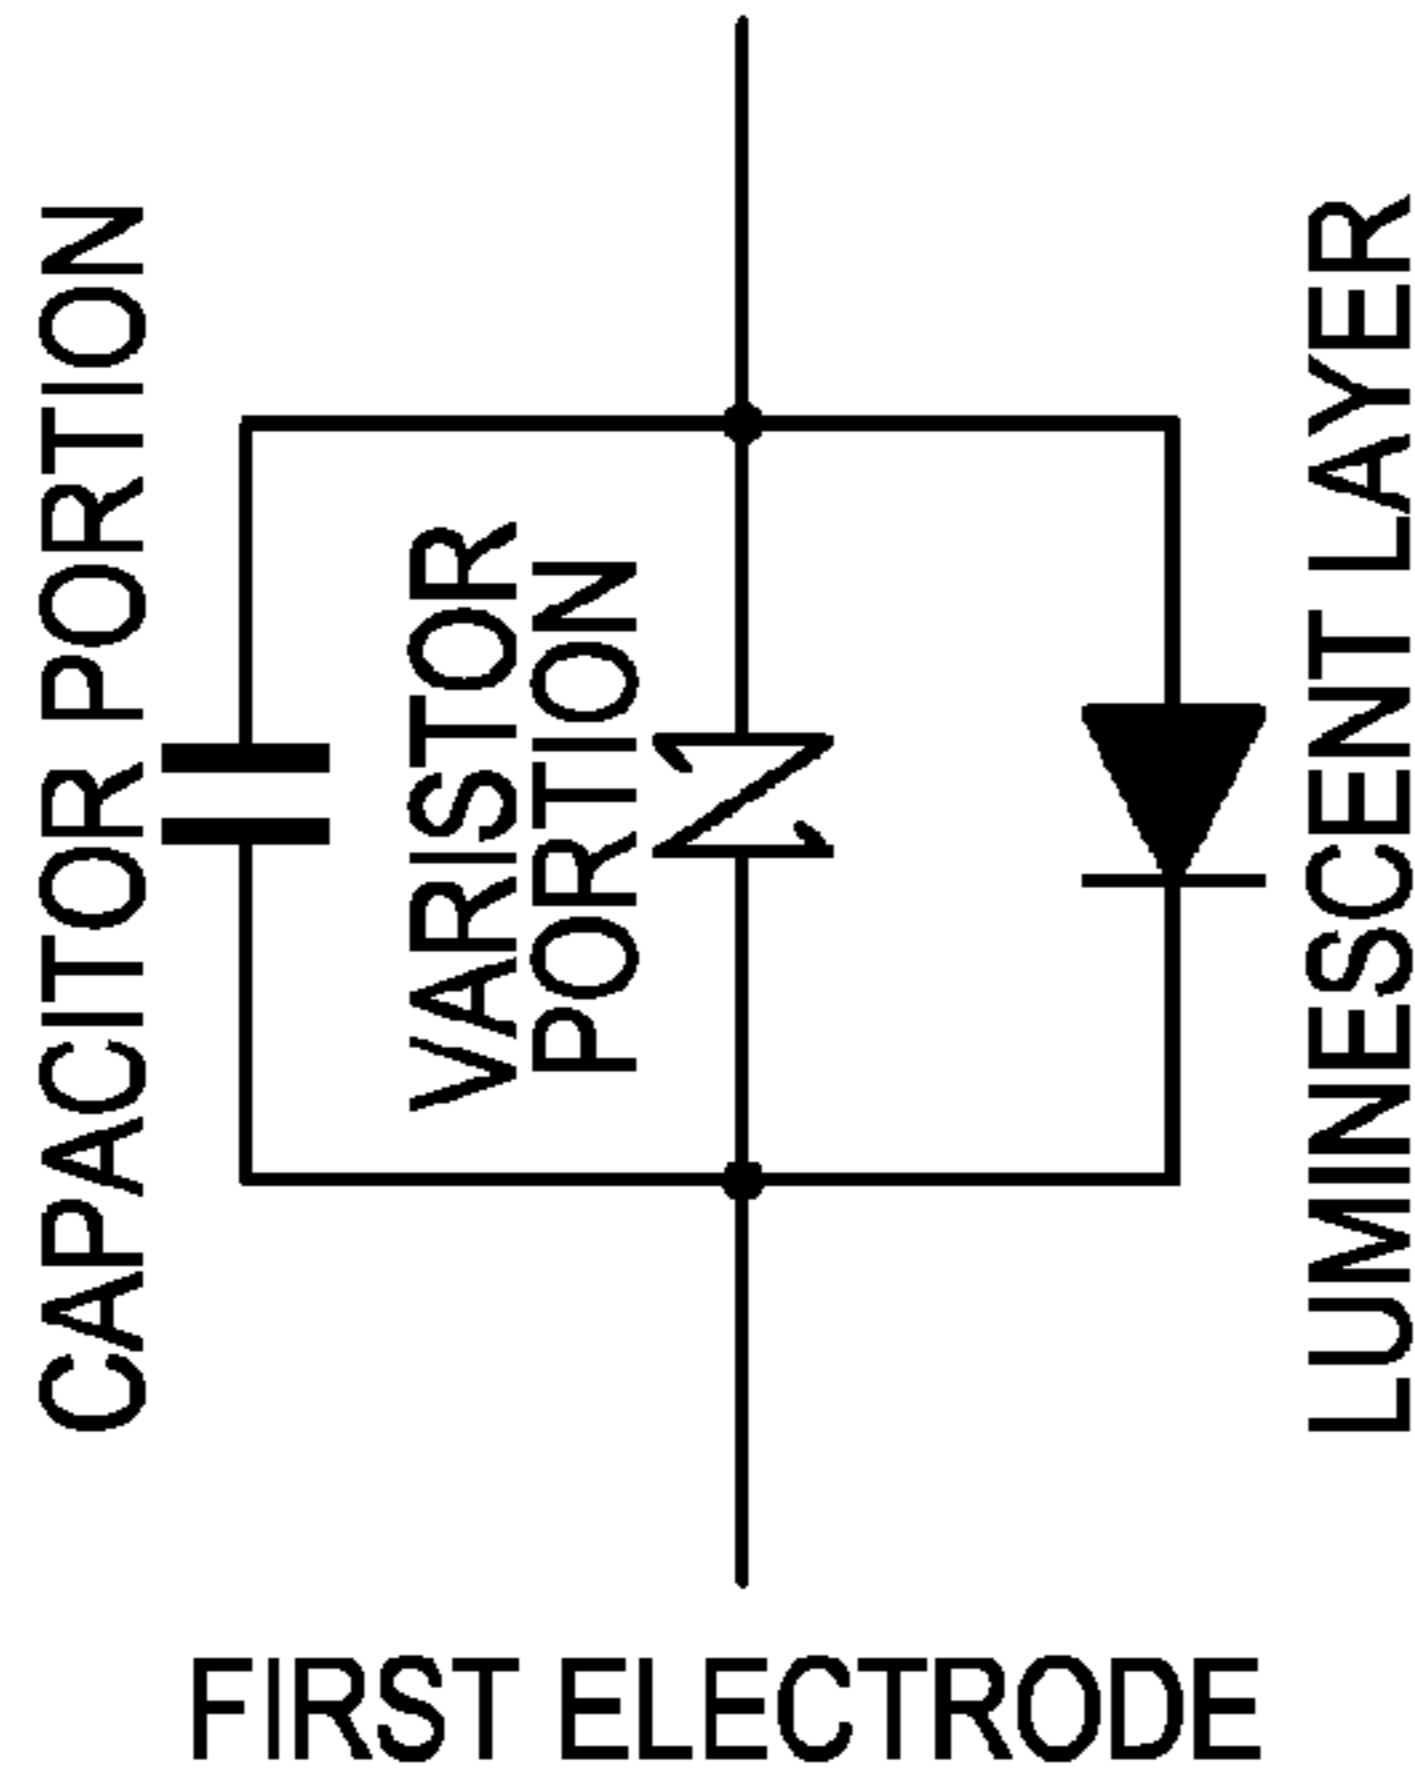 CAPACITOR PORTION
VARISTOR
PORTION
LUMINESCENT LAYER
FIRST ELECTRODE